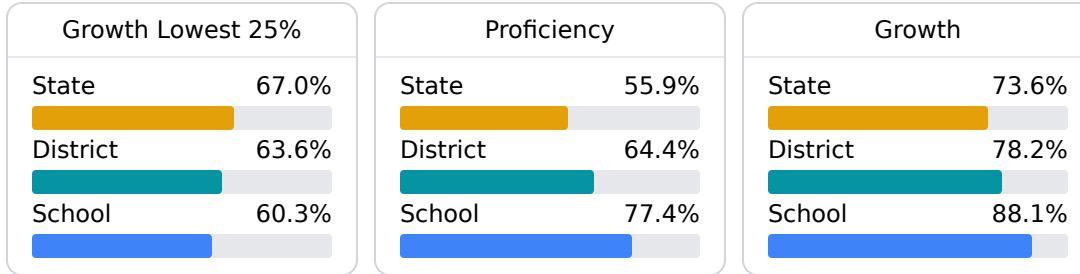 Growth Lowest 25%
State 67.0%
District 63.6%
School 60.3%
Proficiency
State 55.9%
District 64.4%
School 77.4%
Growth
State 73.6%
District 78.2%
School 88.1%